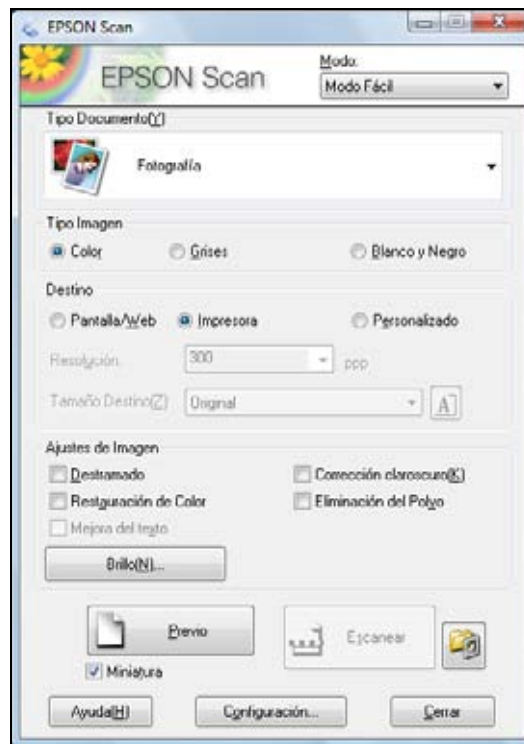 EPSON Scan
EPSON Scan
Modo:
Modo Fácil
Tipo Documento(Y)
Fotografía
Tipo Imagen
Color
Grises
Blanco y Negro
Destino
Pantalla/Web
Impresora
Personalizado
Resolución:
300
ppp
Tamaño Destino(Z)
Original
A
Ajustes de Imagen
Destramado
Corrección claroscuro(K)
Restauración de Color
Eliminación del Polvo
Mejora del texto
Brillo(N)...
Previo
Escanear
Miniatura
Ayuda(H)
Configuración...
Cerrar